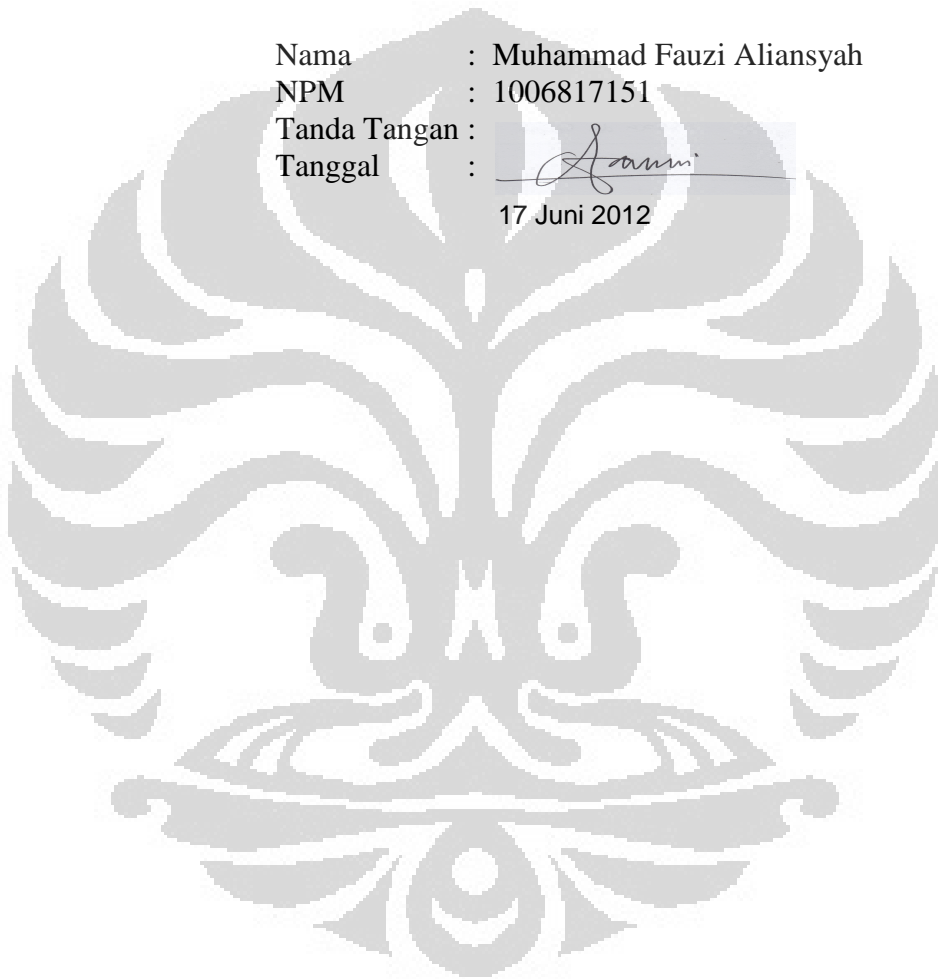 Nama : Muhammad Fauzi Aliansyah
NPM : 1006817151
Tanda Tangan :
Tanggal :
17 Juni 2012